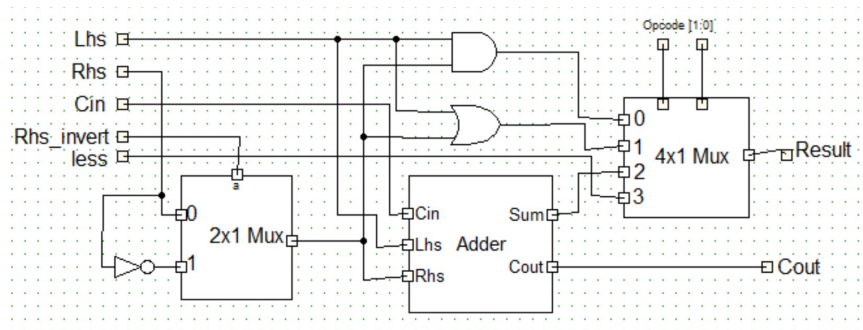 Opcode [1:0]
Lhs
Rhs
Cin
Rhs_invert
less
a
0
2x1 Mux
1
Cin
Lhs
Rhs
Adder
Sum
Cout
0
1
2
3
4x1 Mux
Result
Cout